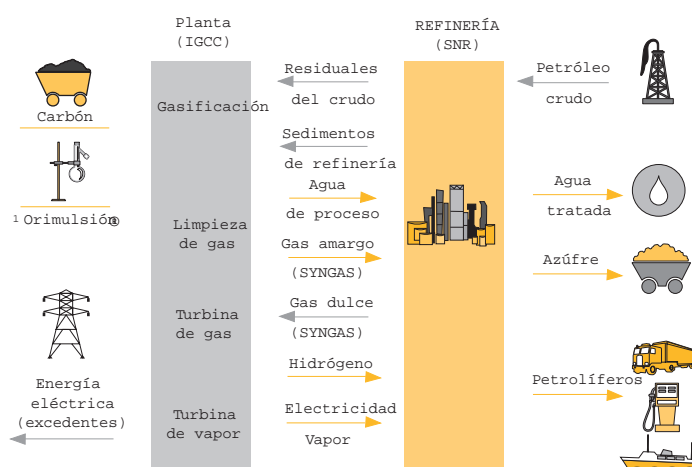 Planta
(IGCC)
REFINERÍA
(SNR)
Carbón
1 Orimulsión®
Energía
eléctrica
(excedentes)
Gasificación
Limpieza
de gas
Turbina
de gas
Turbina
de vapor
Residuales
del crudo
Sedimentos
de refinería
Agua
de proceso
Gas amargo
(SYNGAS)
Gas dulce
(SYNGAS)
Hidrógeno
Electricidad
Vapor
Petróleo
crudo
Agua
tratada
Azúfre
Petrolíferos